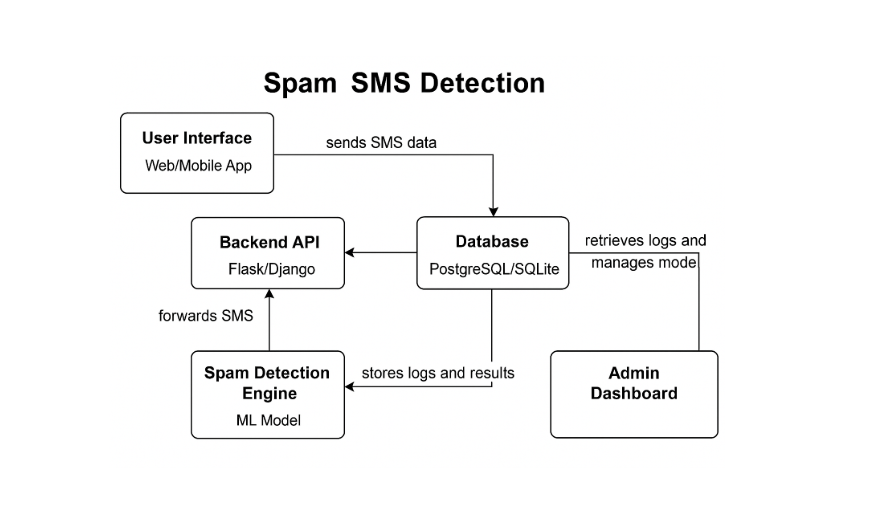 Spam SMS Detection
User Interface
Web/Mobile App
sends SMS data
Backend API
Flask/Django
Database
PostgreSQL/SQLite
retrieves logs and
manages mode
forwards SMS
Spam Detection
Engine
ML Model
stores logs and results
Admin
Dashboard